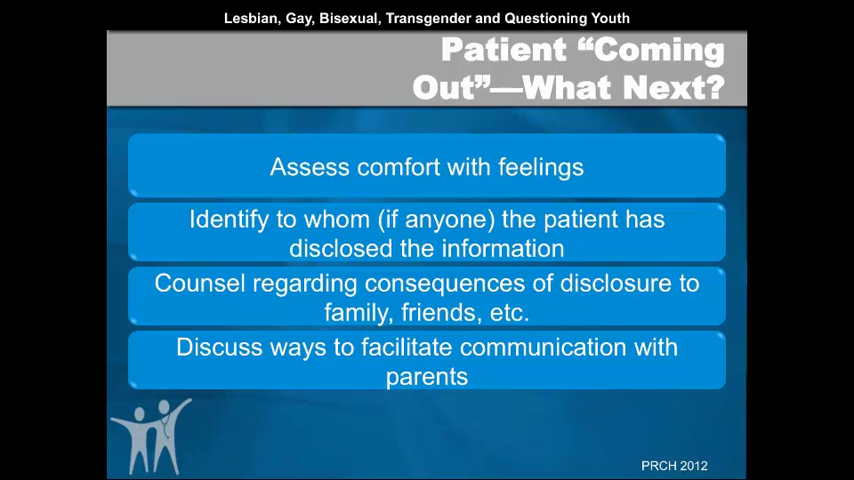 Lesbian, Gay, Bisexual, Transgender and Questioning Youth
Patient “Coming
Out”—What Next?
Assess comfort with feelings
Identify to whom (if anyone) the patient has
disclosed the information
Counsel regarding consequences of disclosure to
family, friends, etc.
Discuss ways to facilitate communication with
parents
PRCH 2012